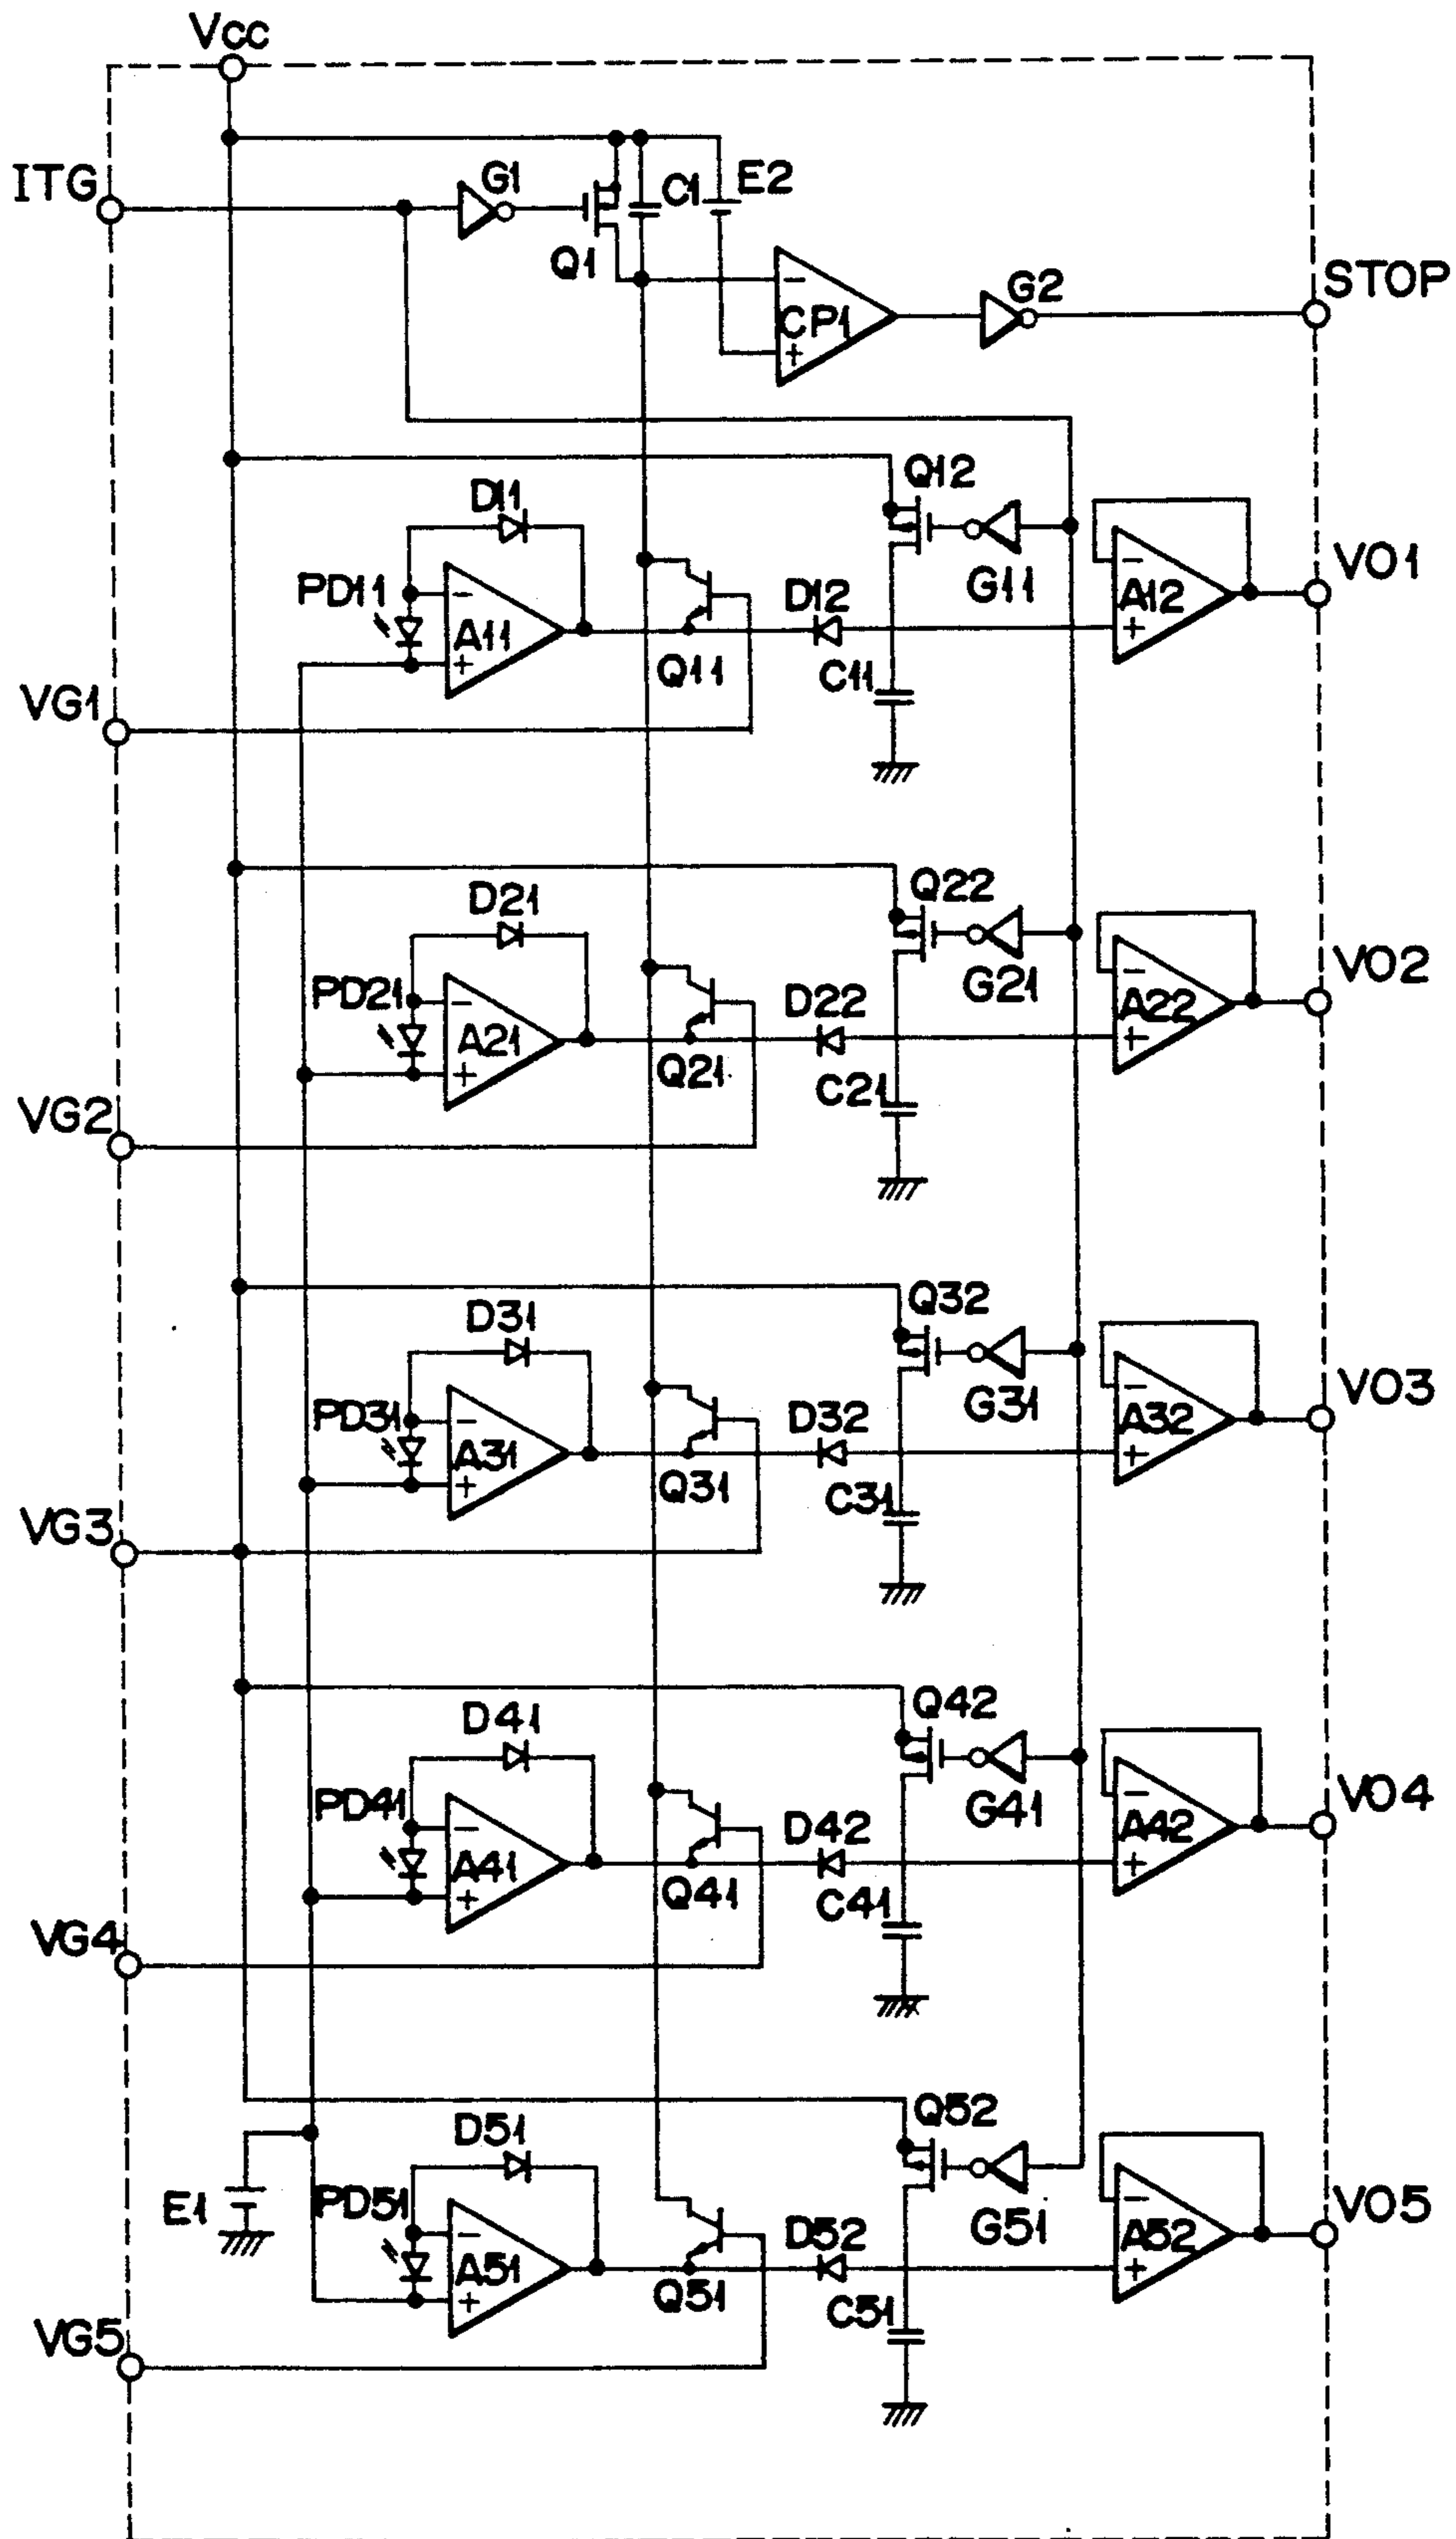 Vcc
ITG
G1
C1
E2
Q1
STOP
G2
- CP1 +
Q12
D11
VO1
PD11
- A11 +
D12
G11
- A12 +
Q11
C11
VG1
Q22
D21
VO2
PD21
- A21 +
D22
G21
- A22 +
Q21
C21
VG2
Q32
D31
VO3
PD31
- A31 +
D32
G31
- A32 +
Q31
C31
VG3
Q42
D41
VO4
PD41
- A41 +
D42
G41
- A42 +
Q41
C41
VG4
Q52
D51
VO5
E1
PD51
- A51 +
D52
G51
- A52 +
Q51
C51
VG5